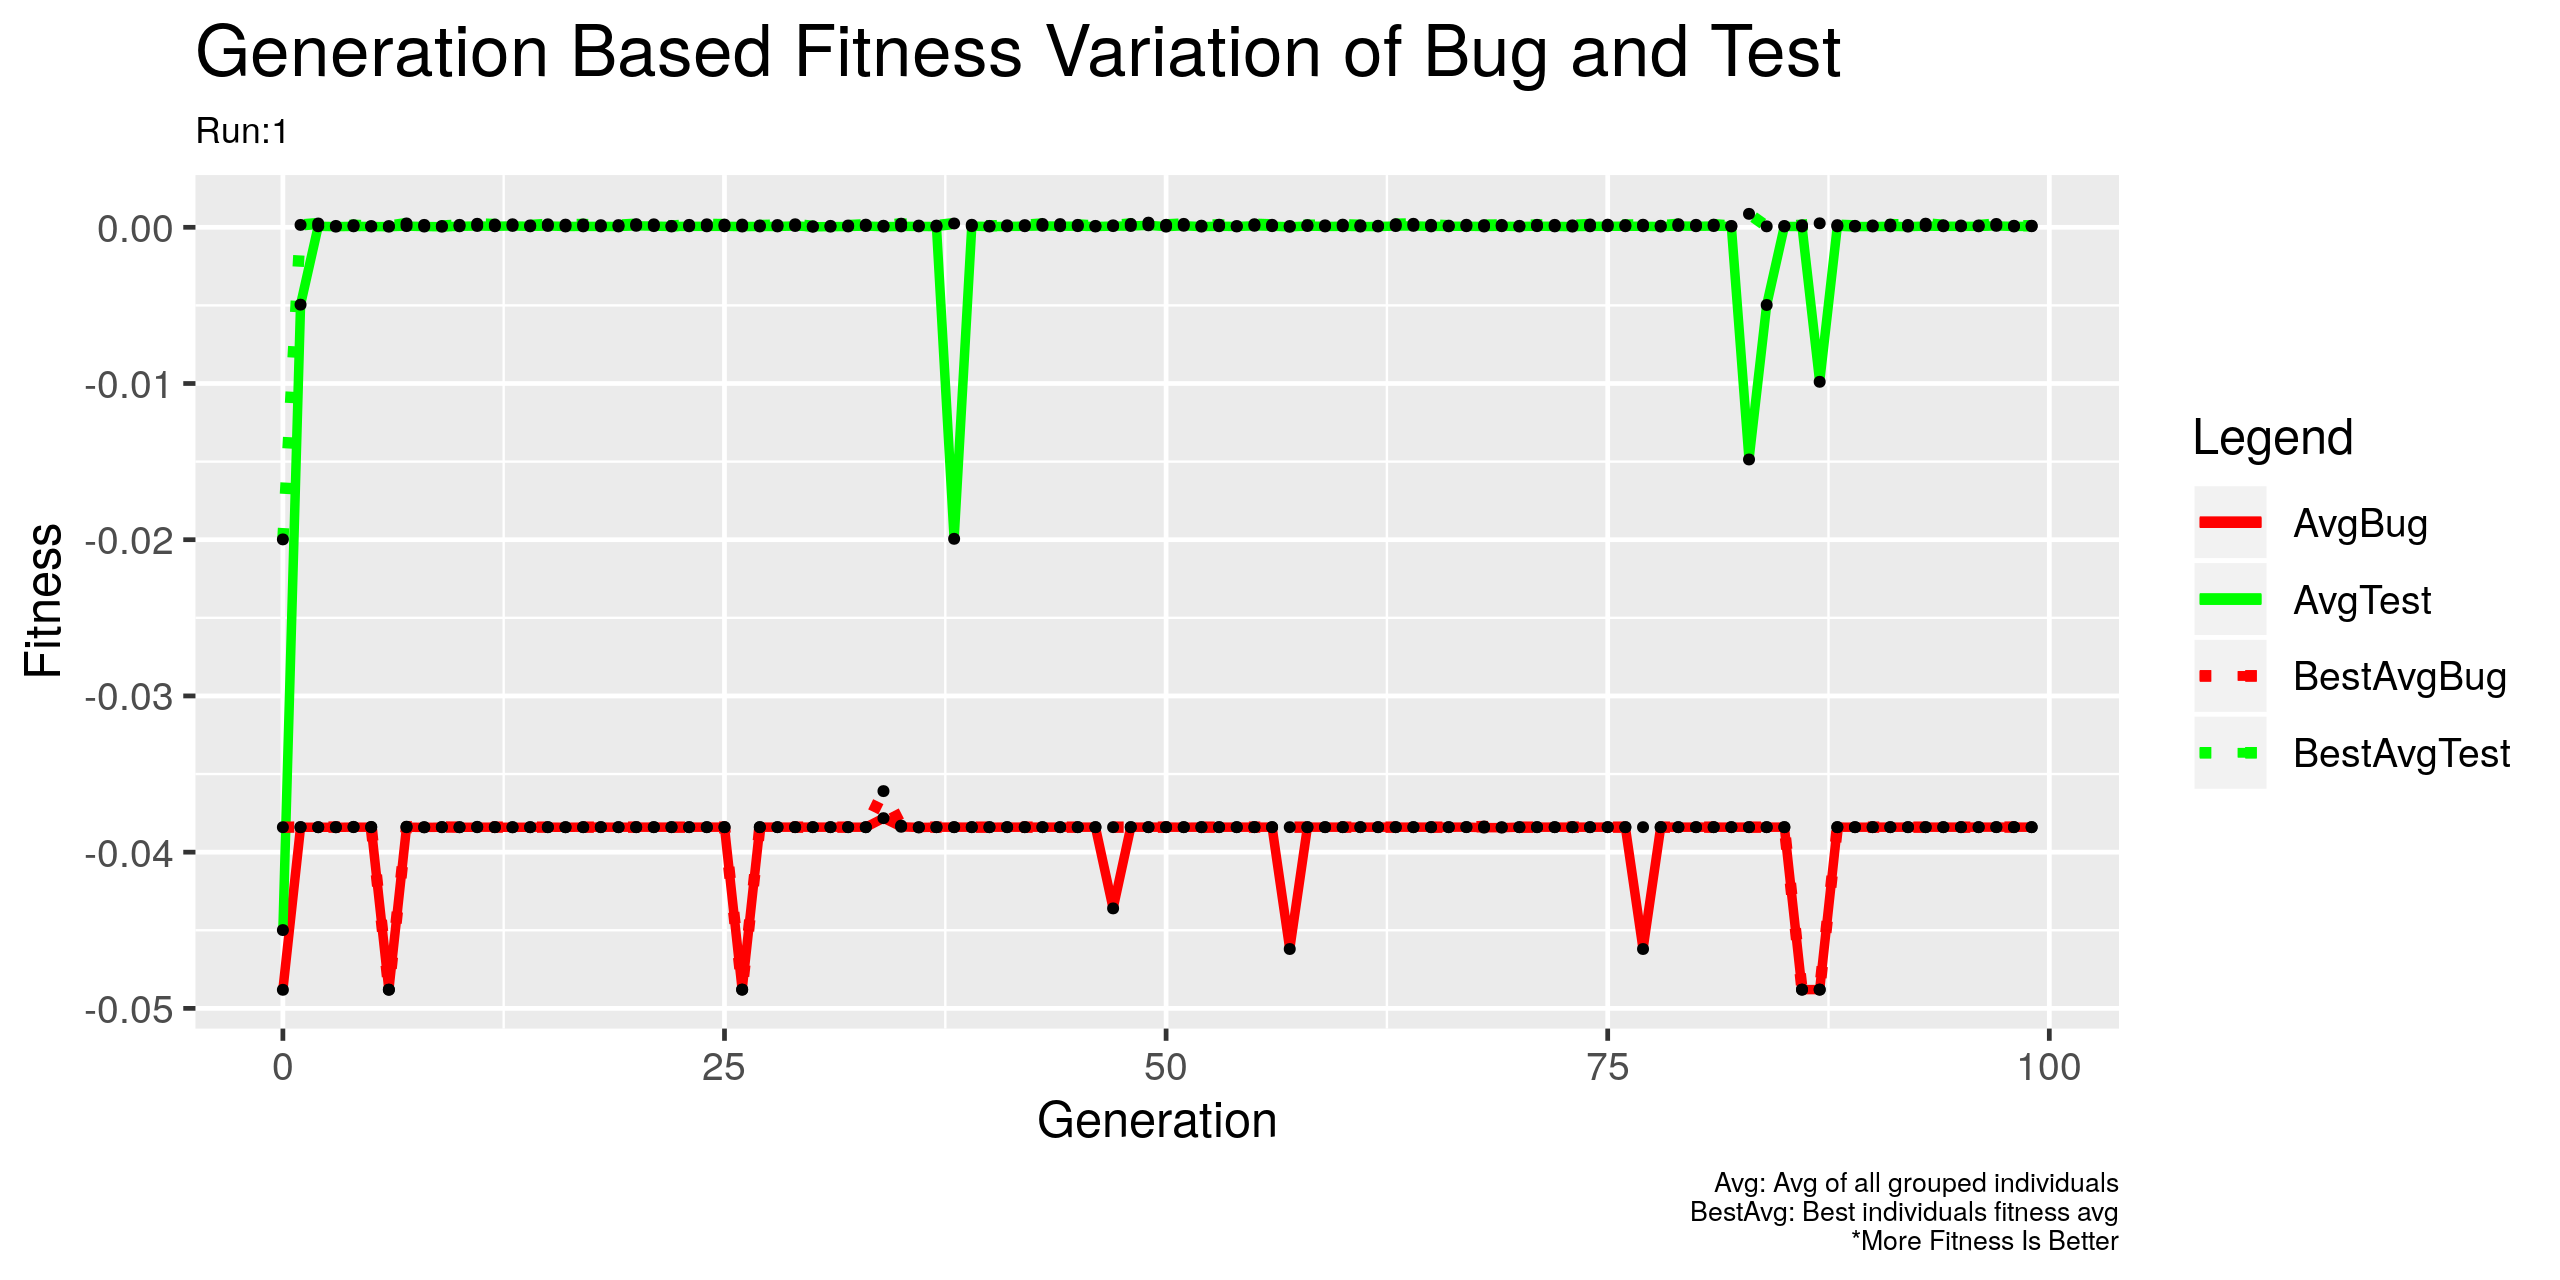 Generation Based Fitness Variation of Bug and Test
Run:1
Fitness
0.00
-0.01
-0.02
-0.03
-0.04
-0.05
0
25
50
75
100
Generation
Legend
AvgBug
AvgTest
BestAvgBug
BestAvgTest
Avg: Avg of all grouped individuals
BestAvg: Best individuals fitness avg
*More Fitness Is Better